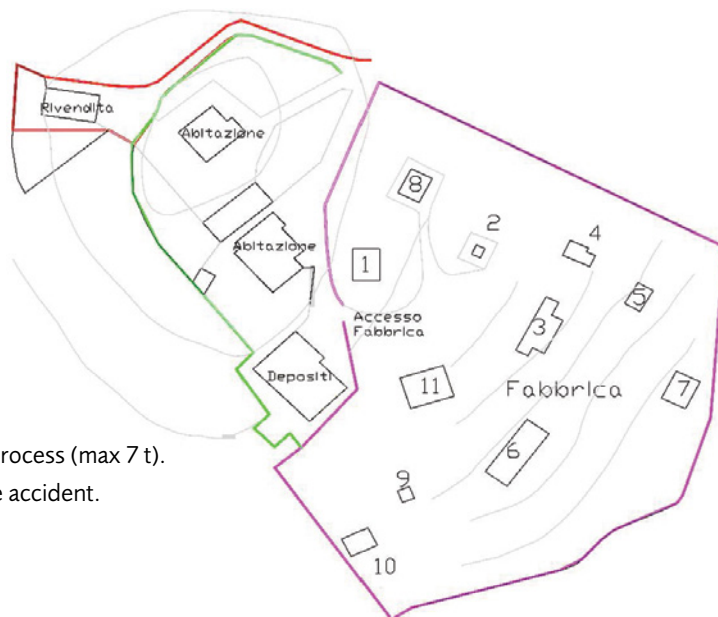 Rivendita
Abitazione
8
2
4
Abitazione
1
5
Accesso
Fabbrica
3
Depositi
11
Fabbrica
7
6
process (max 7 t).
9
e accident.
10